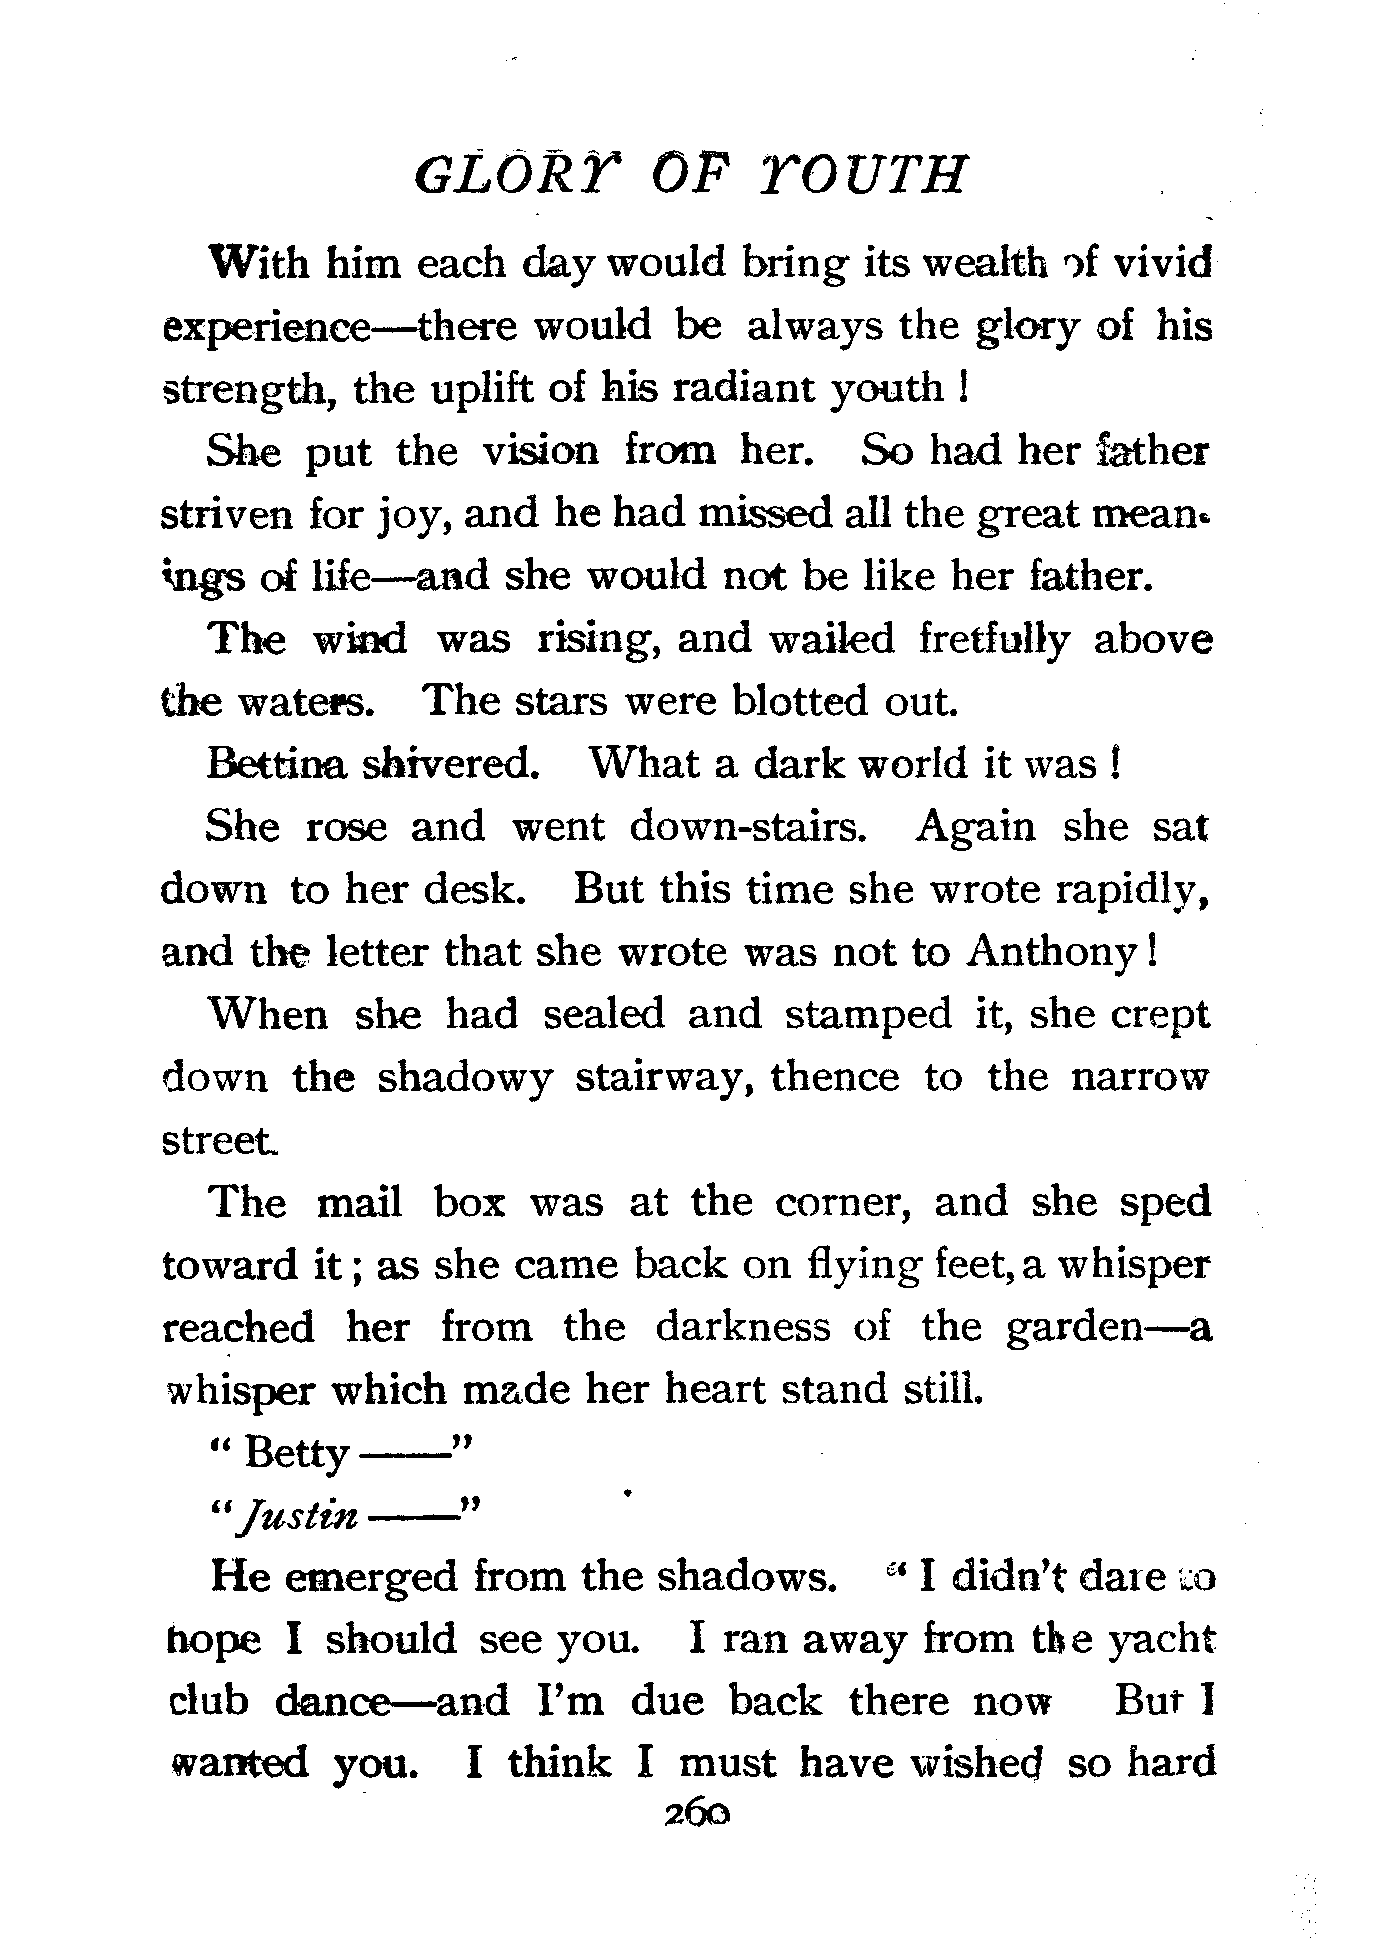 GLORY OF YOUTH
With him each day would bring its wealth of vivid
experience—there would be always the glory of his
strength, the uplift of his radiant youth !
She put the vision from her. So had her father
striven for joy, and he had missed all the great mean-
ings of life—and she would not be like her father.
The wind was rising, and wailed fretfully above
the waters. The stars were blotted out.
Bettina shivered. What a dark world it was !
She rose and went down-stairs. Again she sat
down to her desk. But this time she wrote rapidly,
and the letter that she wrote was not to Anthony !
When she had sealed and stamped it, she crept
down the shadowy stairway, thence to the narrow
street.
The mail box was at the corner, and she sped
toward it ; as she came back on flying feet, a whisper
reached her from the darkness of the garden—a
whisper which made her heart stand still.
“ Betty ——”
“ Justin ——”
He emerged from the shadows. “ I didn’t dare to
hope I should see you. I ran away from the yacht
club dance—and I’m due back there now But I
wanted you. I think I must have wished so hard
260